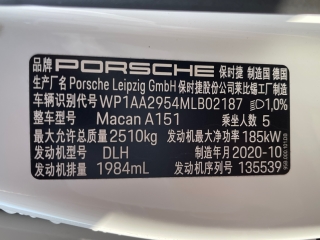 品牌 PORSCHE 保时捷 制造国 德国
生产厂名 Porsche Leipzig GmbH 保时捷股份公司莱比锡工厂制造
车辆识别代号 WP1AA2954MLB02187 1,0%
整车型号 Macan A151 乘坐人数 5
最大允许总质量 2510kg 发动机最大净功率 185kW
发动机型号 DLH 制造年月 2020-10
发动机排量 1984mL 发动机序列号 135539